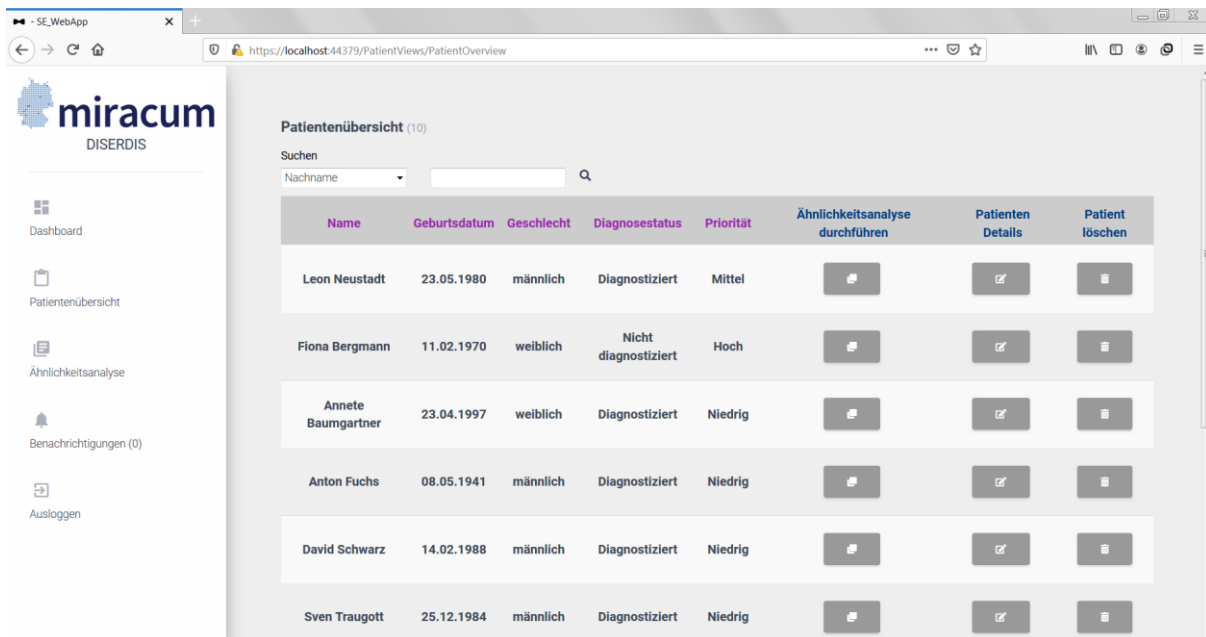 - SE_WebApp
https://localhost:44379/PatientViews/PatientOverview
miracum
DISERDIS
Dashboard
Patientenübersicht
Ähnlichkeitsanalyse
Benachrichtigungen (0)
Ausloggen
Patientenübersicht (10)
Suchen
Nachname
Name Geburtsdatum Geschlecht Diagnosestatus Priorität Ähnlichkeitsanalyse durchführen Patienten Details Patient löschen
Leon Neustadt 23.05.1980 männlich Diagnostiziert Mittel
Fiona Bergmann 11.02.1970 weiblich Nicht diagnostiziert Hoch
Annete Baumgartner 23.04.1997 weiblich Diagnostiziert Niedrig
Anton Fuchs 08.05.1941 männlich Diagnostiziert Niedrig
David Schwarz 14.02.1988 männlich Diagnostiziert Niedrig
Sven Traugott 25.12.1984 männlich Diagnostiziert Niedrig